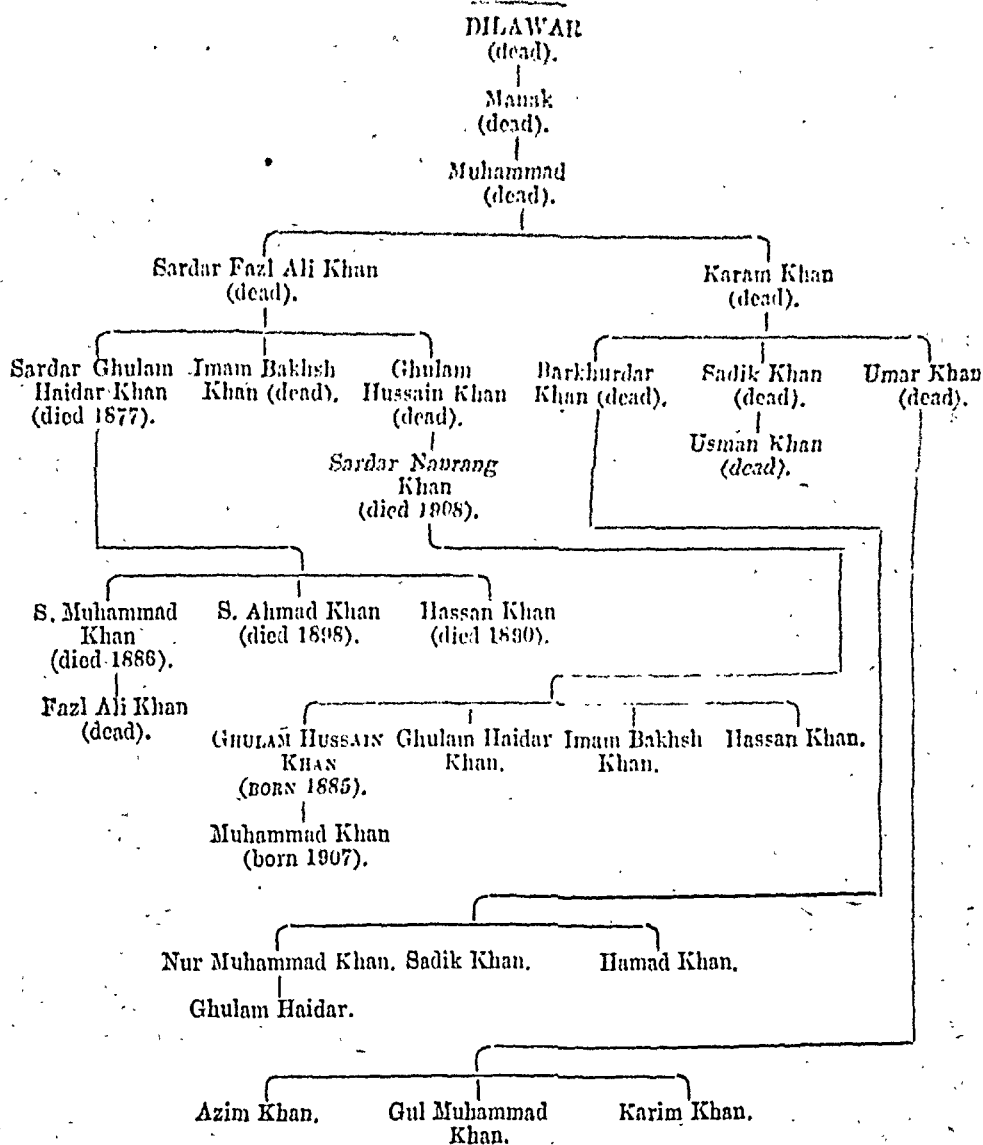 DILAWAR
(dead).
Manak
(dead).
Muhammad
(dead).
Sardar Fazl Ali Khan
(dead).
Karam Khan
(dead).
Sardar Ghulam
Haidar Khan
(died 1877).
Imam Bakhsh
Khan (dead).
Ghulam
Hussain Khan
(dead).
Barkhurdar
Khan (dead).
Sadik Khan
(dead).
Umar Khan
(dead).
Sardar Navrang
Khan
(died 1908).
Usman Khan
(dead).
S. Muhammad
Khan
(died 1886).
S. Ahmad Khan
(died 1898).
Hassan Khan
(died 1890).
Fazl Ali Khan
(dead).
GHULAM HUSSAIN
KHAN
(BORN 1885).
Ghulam Haidar
Khan.
Imam Bakhsh
Khan.
Hassan Khan.
Muhammad Khan
(born 1907).
Nur Muhammad Khan.
Sadik Khan.
Hamad Khan.
Ghulam Haidar.
Azim Khan.
Gul Muhammad
Khan.
Karim Khan.